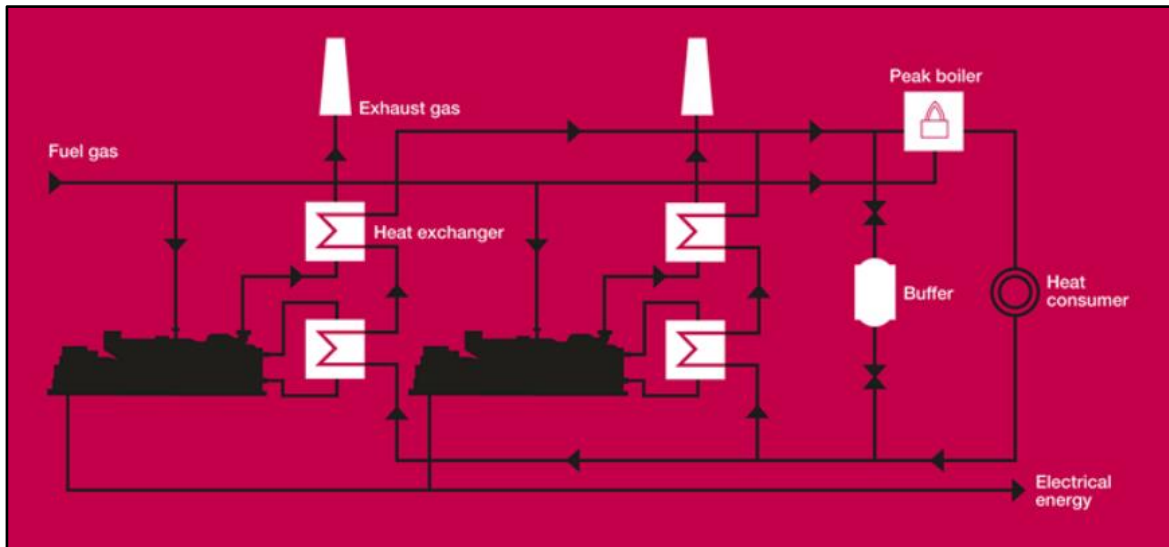 Peak boiler
Exhaust gas
Fuel gas
Heat exchanger
Buffer
Heat
consumer
Electrical
energy